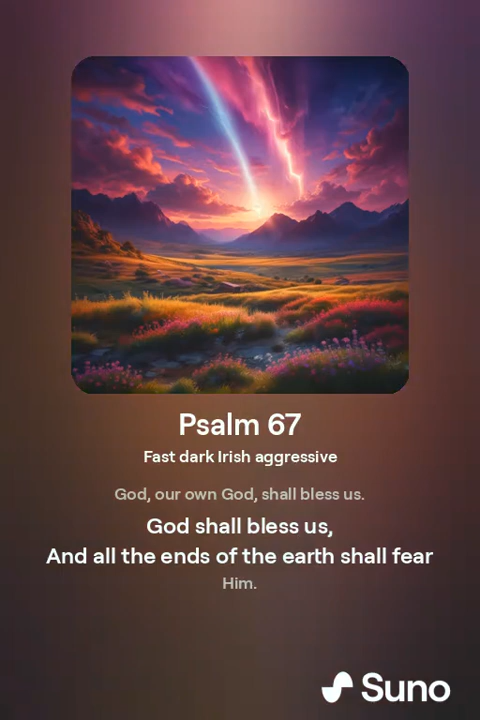 Psalm 67
Fast dark Irish aggressive
God, our own God, shall bless us.
God shall bless us,
And all the ends of the earth shall fear
Him.
Suno